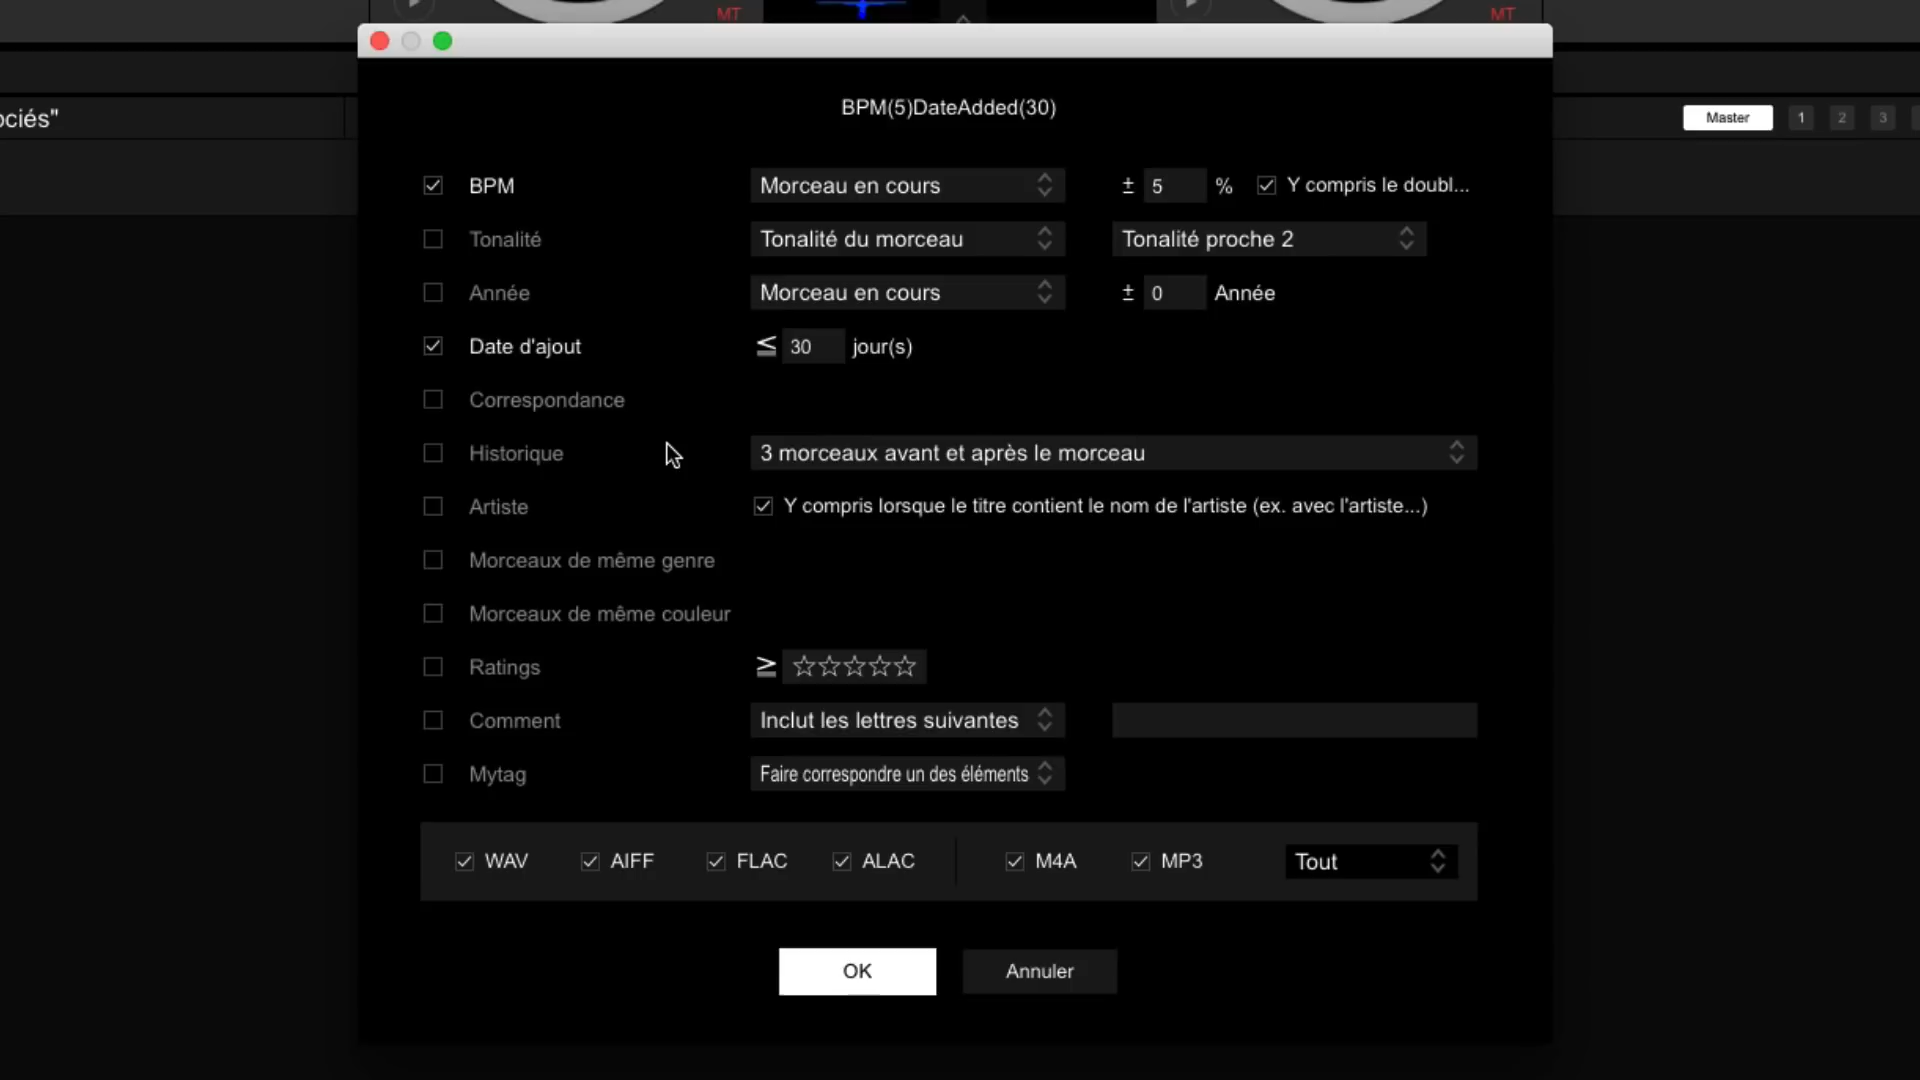 MT
MT
ociés"
Master 1 2 3
BPM(5)DateAdded(30)
BPM Morceau en cours ± 5 % Y compris le doubl...
Tonalité Tonalité du morceau Tonalité proche 2
Année Morceau en cours ± 0 Année
Date d'ajout ≦ 30 jour(s)
Correspondance
Historique 3 morceaux avant et après le morceau
Artiste Y compris lorsque le titre contient le nom de l'artiste (ex. avec l'artiste...)
Morceaux de même genre
Morceaux de même couleur
Ratings ≧ ☆☆☆☆☆
Comment Inclut les lettres suivantes
Mytag Faire correspondre un des éléments
WAV AIFF FLAC ALAC M4A MP3 Tout
OK Annuler